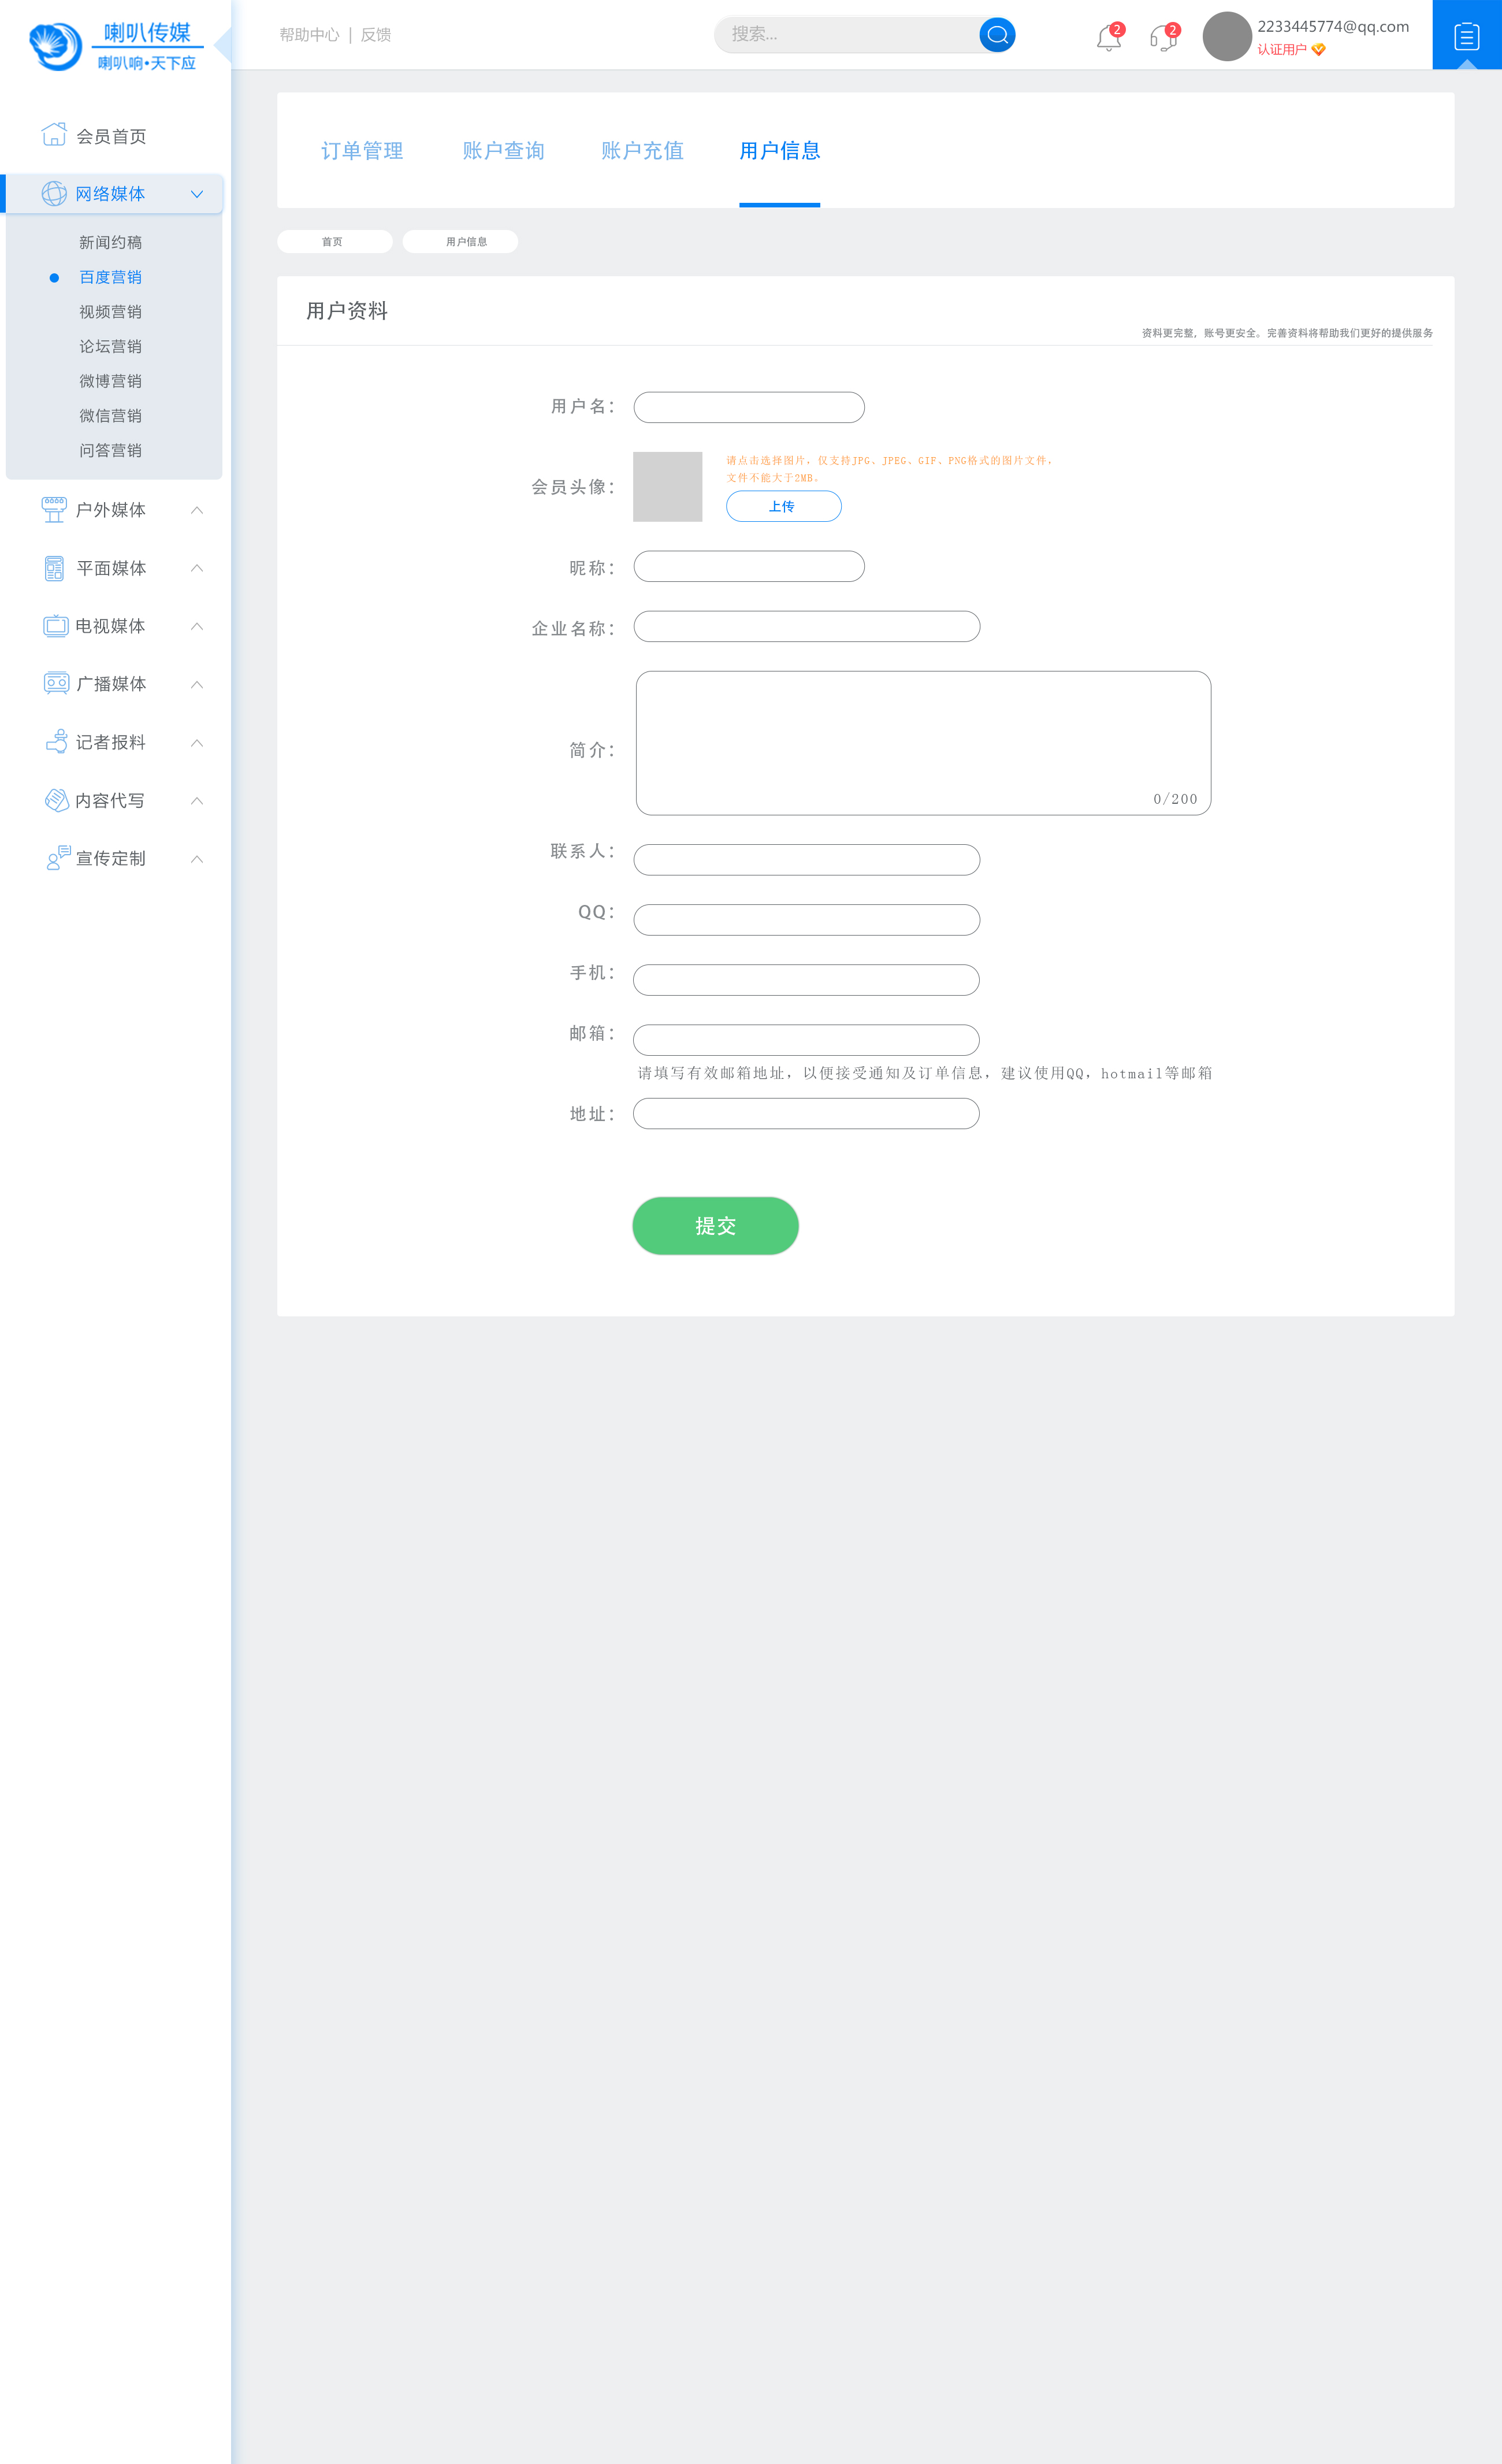 喇叭传媒
喇叭响•天下应
帮助中心 | 反馈
搜索...
2
2
2233445774@qq.com
认证用户
会员首页
网络媒体
新闻约稿
百度营销
视频营销
论坛营销
微博营销
微信营销
问答营销
户外媒体
平面媒体
电视媒体
广播媒体
记者报料
内容代写
宣传定制
订单管理 账户查询 账户充值 用户信息
首页 用户信息
用户资料
资料更完整，账号更安全。完善资料将帮助我们更好的提供服务
用户名：
会员头像：
请点击选择图片，仅支持JPG、JPEG、GIF、PNG格式的图片文件，
文件不能大于2MB。
上传
昵称：
企业名称：
简介：
0/200
联系人：
QQ：
手机：
邮箱：
请填写有效邮箱地址，以便接受通知及订单信息，建议使用QQ，hotmail等邮箱
地址：
提交